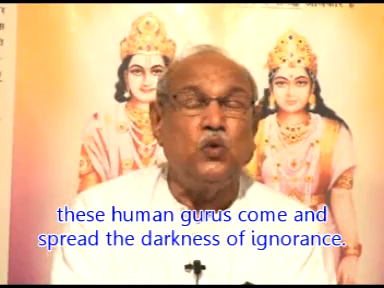 these human gurus come and
spread the darkness of ignorance.